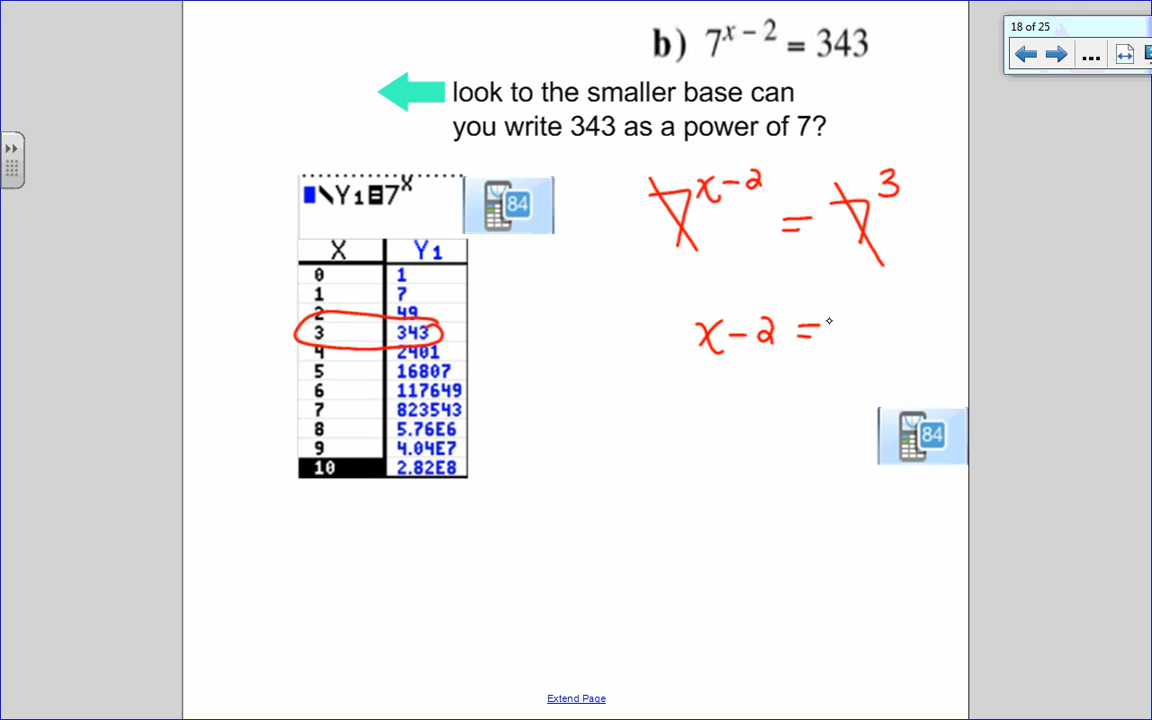 18 of 25
b) 7^{x-2} = 343
look to the smaller base can
you write 343 as a power of 7?
\Y1=7^X
84
7^{x-2} = 7^3
X Y1
0 1
1 7
2 49
3 343
4 2401
5 16807
6 117649
7 823543
8 5.76E6
9 4.04E7
10 2.82E8
x-2 =
84
Extend Page